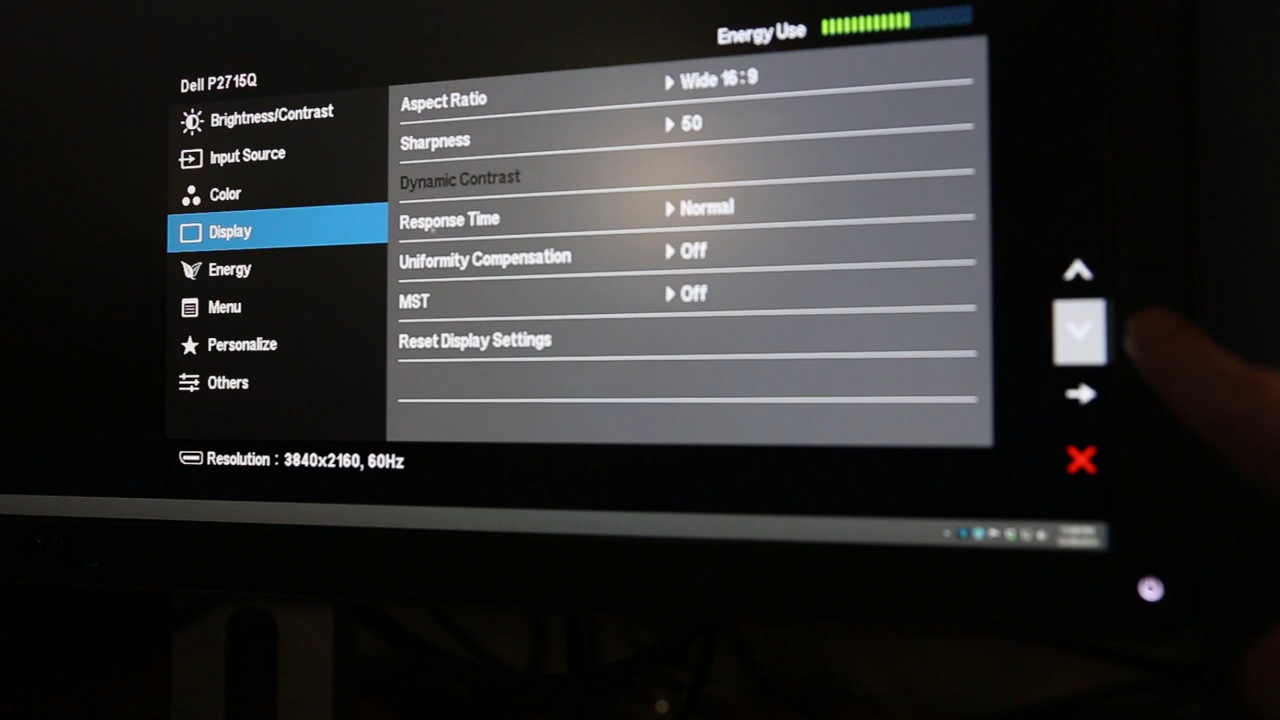 Energy Use
Dell P2715Q
Brightness/Contrast
Input Source
Color
Display
Energy
Menu
Personalize
Others
Aspect Ratio Wide 16:9
Sharpness 50
Dynamic Contrast
Response Time Normal
Uniformity Compensation Off
MST Off
Reset Display Settings
Resolution : 3840x2160, 60Hz